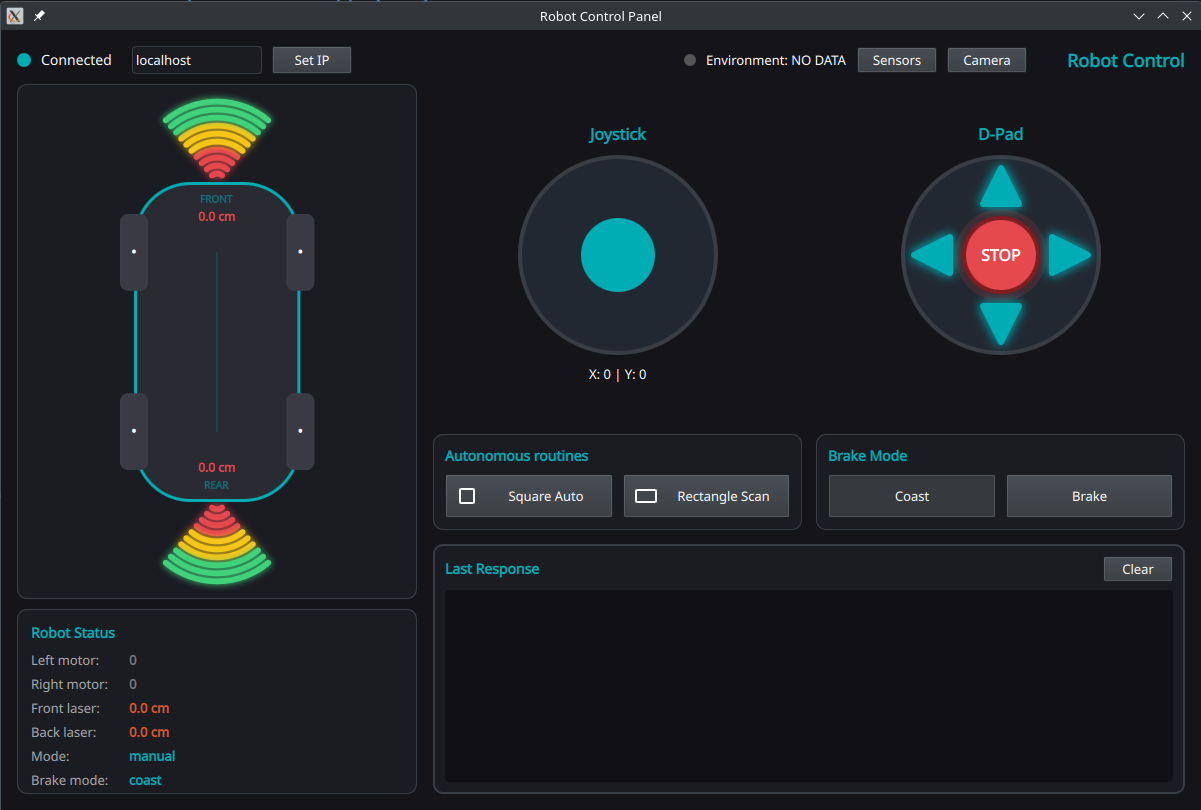 Robot Control Panel
Connected
localhost
Set IP
Environment: NO DATA
Sensors
Camera
Robot Control
FRONT
0.0 cm
0.0 cm
REAR
Joystick
X: 0 | Y: 0
D-Pad
STOP
Autonomous routines
Square Auto
Rectangle Scan
Brake Mode
Coast
Brake
Last Response
Clear
Robot Status
Left motor: 0
Right motor: 0
Front laser: 0.0 cm
Back laser: 0.0 cm
Mode: manual
Brake mode: coast